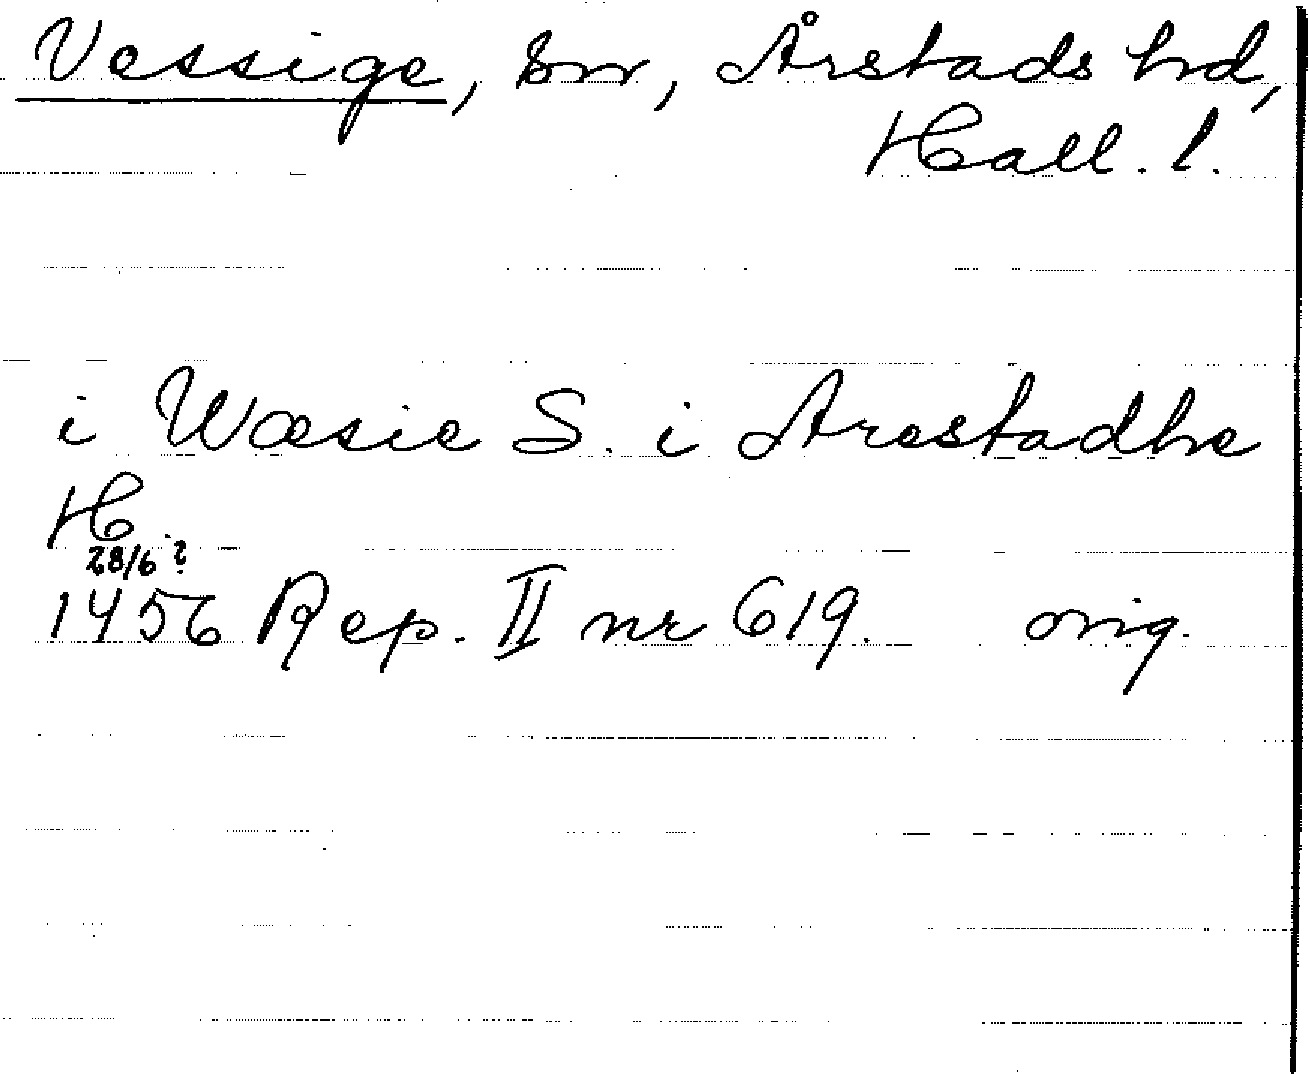 Vessige, sn, Årstads hd,
Hall. l.
i Wæsie S. i Arestadhe
H.
28/6 ?
1456 Rep. II nr 619. orig.